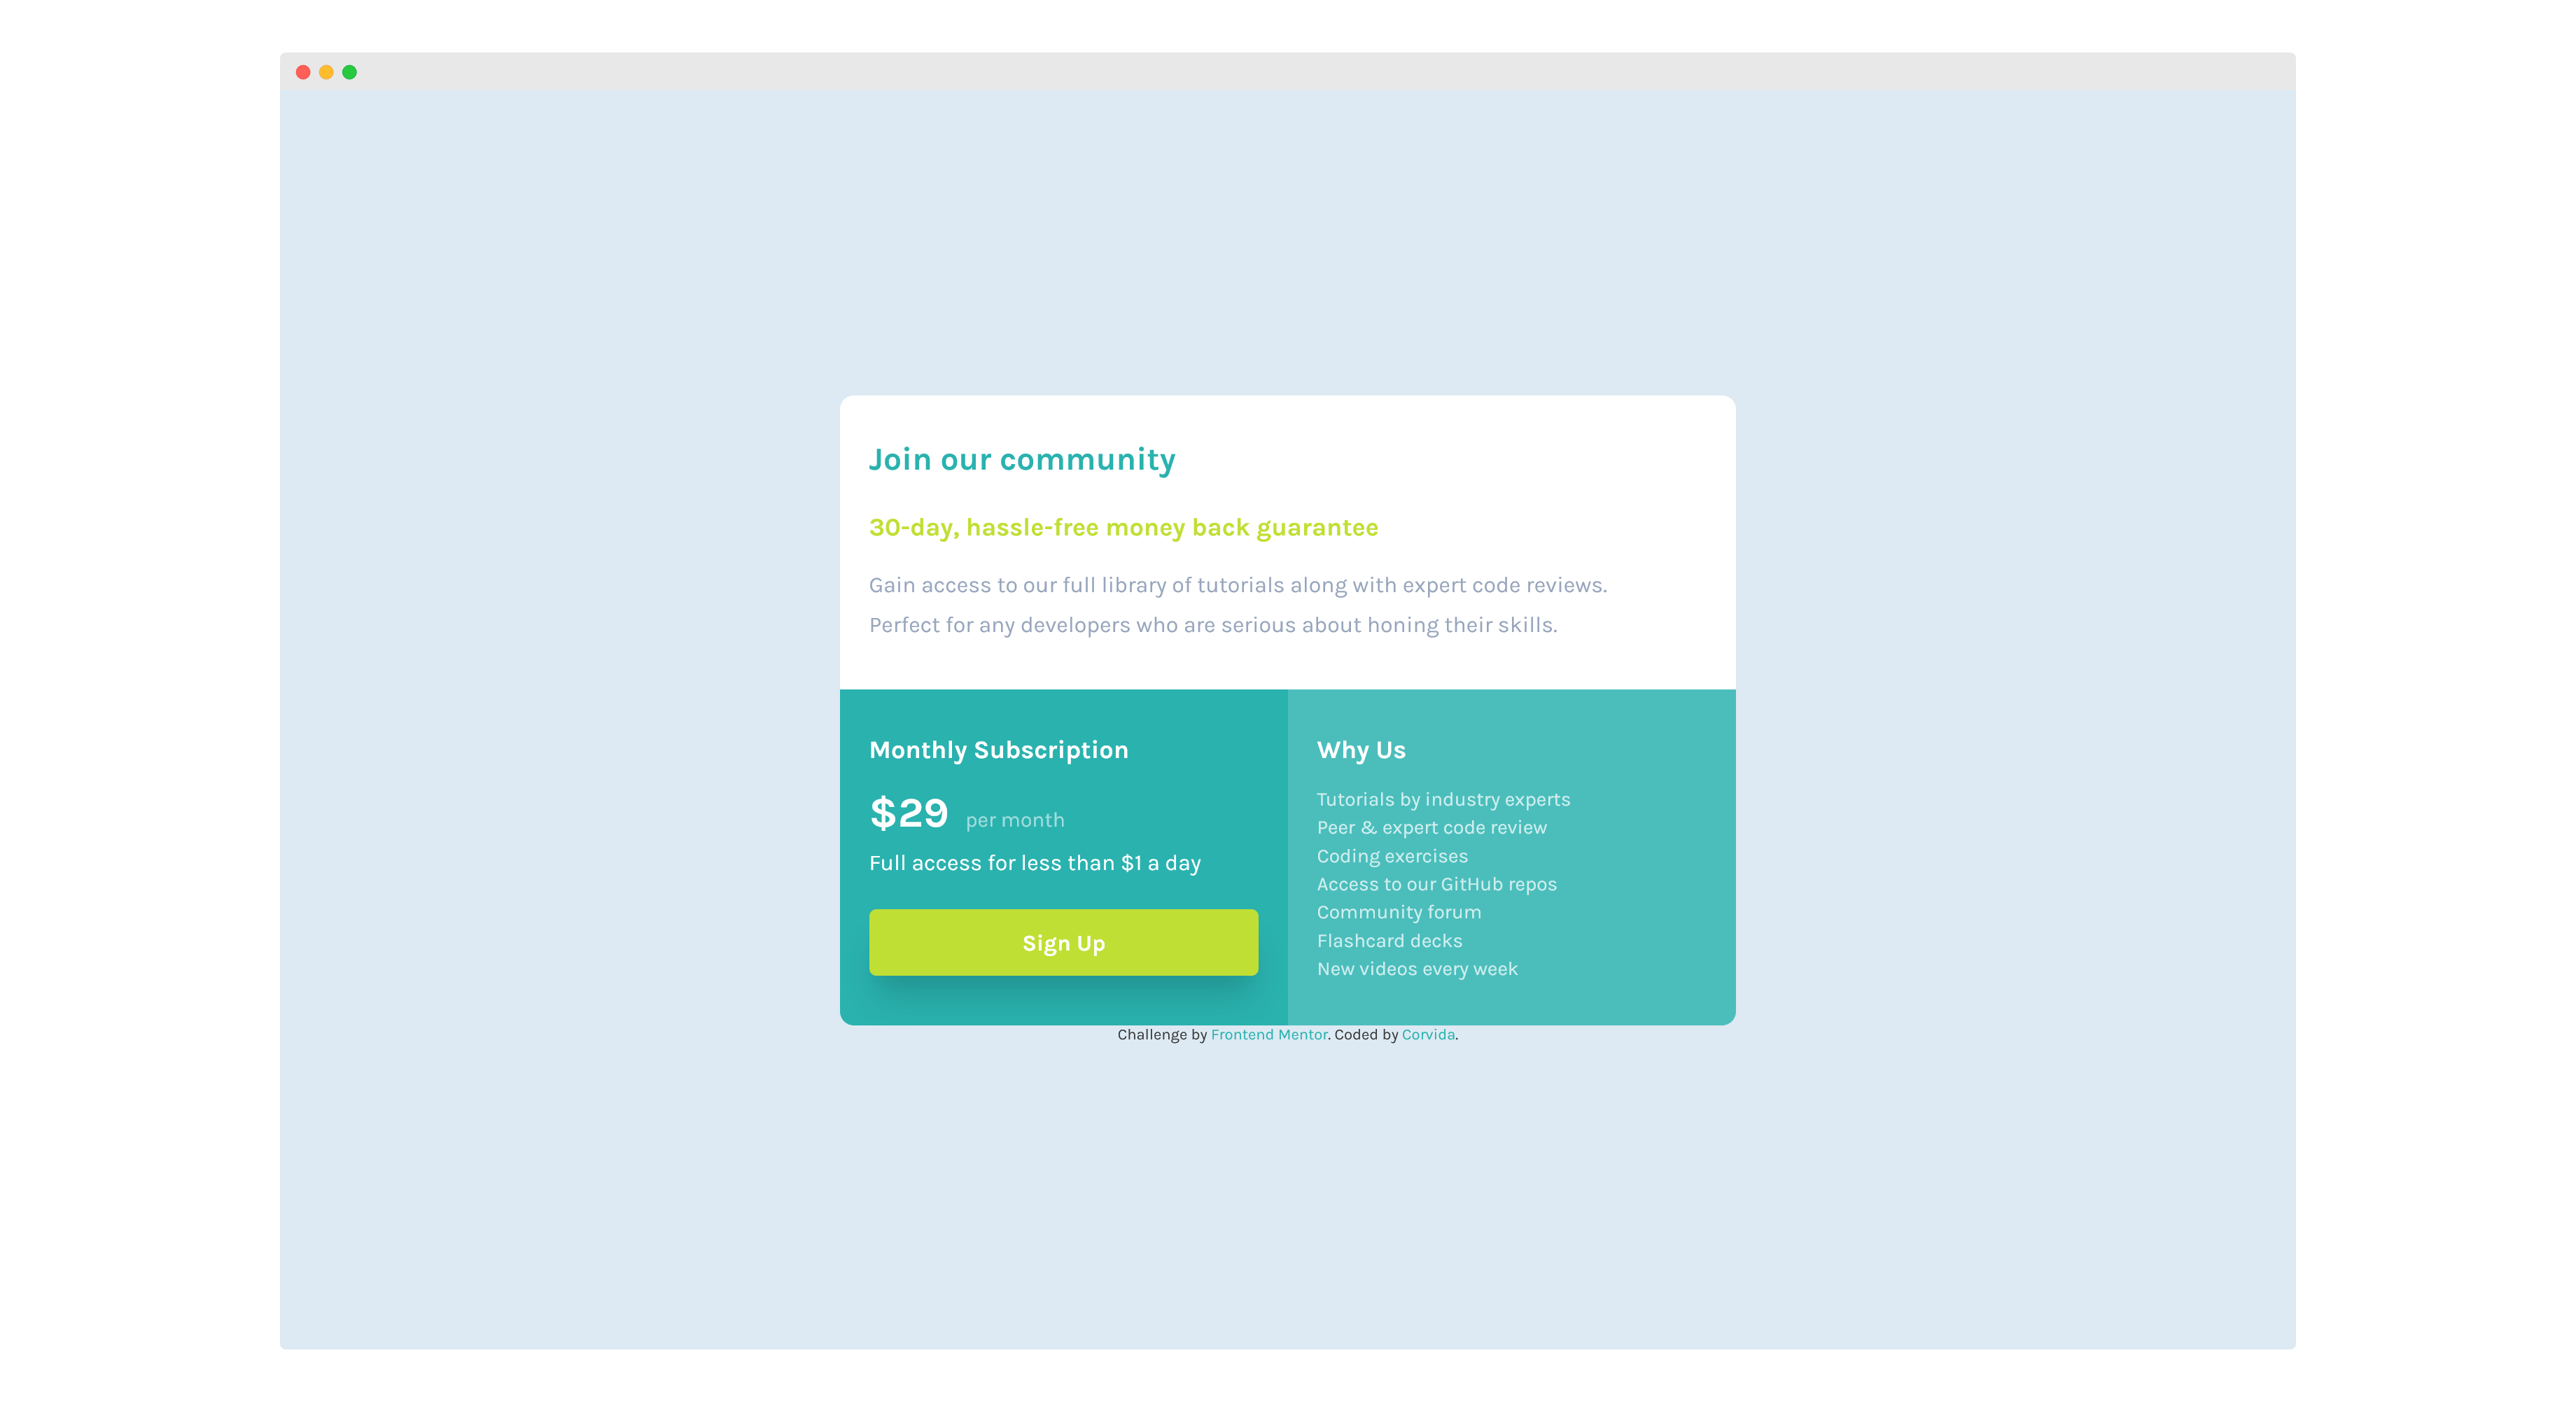 Join our community
30-day, hassle-free money back guarantee
Gain access to our full library of tutorials along with expert code reviews.
Perfect for any developers who are serious about honing their skills.
Monthly Subscription
$29 per month
Full access for less than $1 a day
Sign Up
Why Us
Tutorials by industry experts
Peer & expert code review
Coding exercises
Access to our GitHub repos
Community forum
Flashcard decks
New videos every week
Challenge by Frontend Mentor. Coded by Corvida.